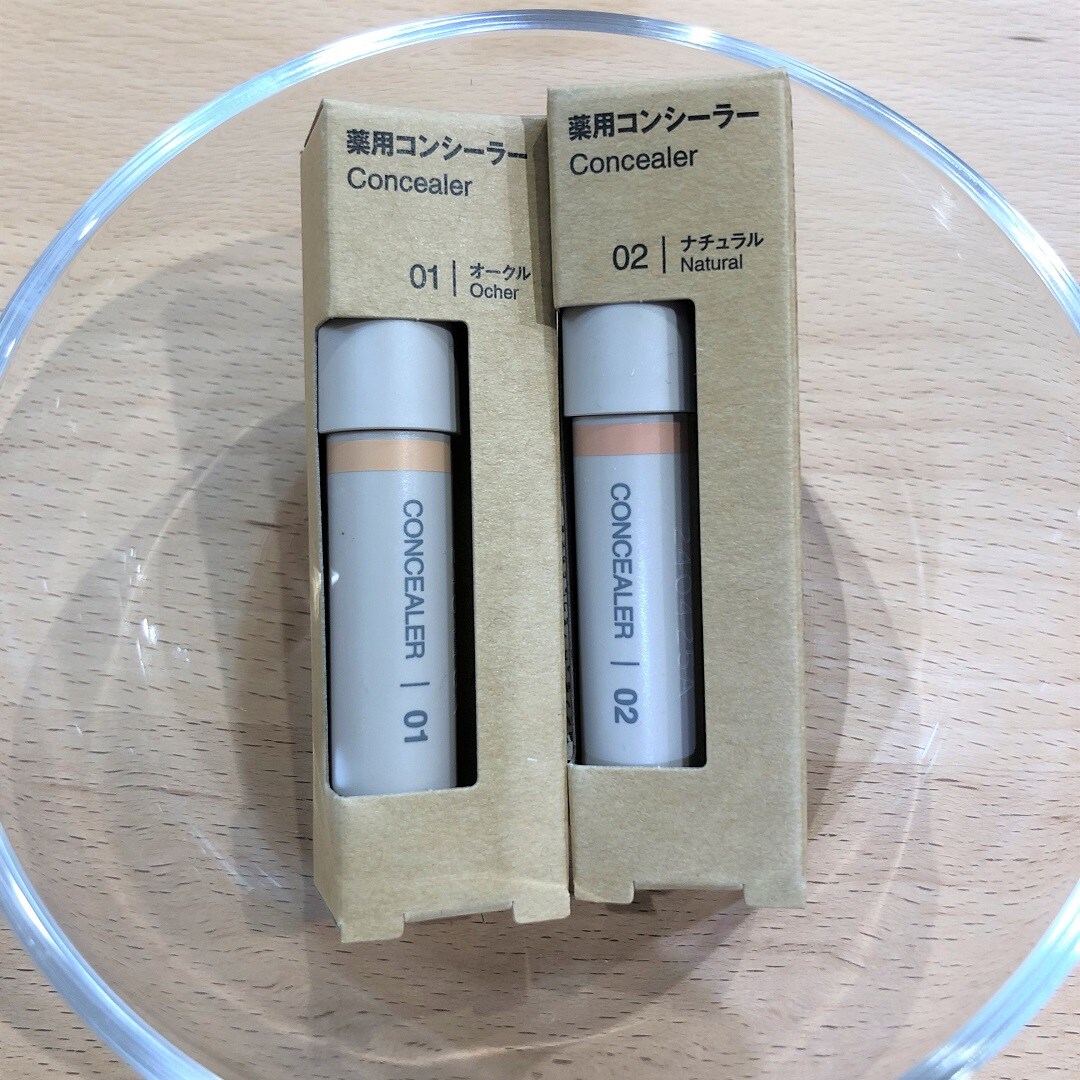 薬用コンシーラー
Concealer
01 | オークル
Ocher
CONCEALER | 01
薬用コンシーラー
Concealer
02 | ナチュラル
Natural
CONCEALER | 02